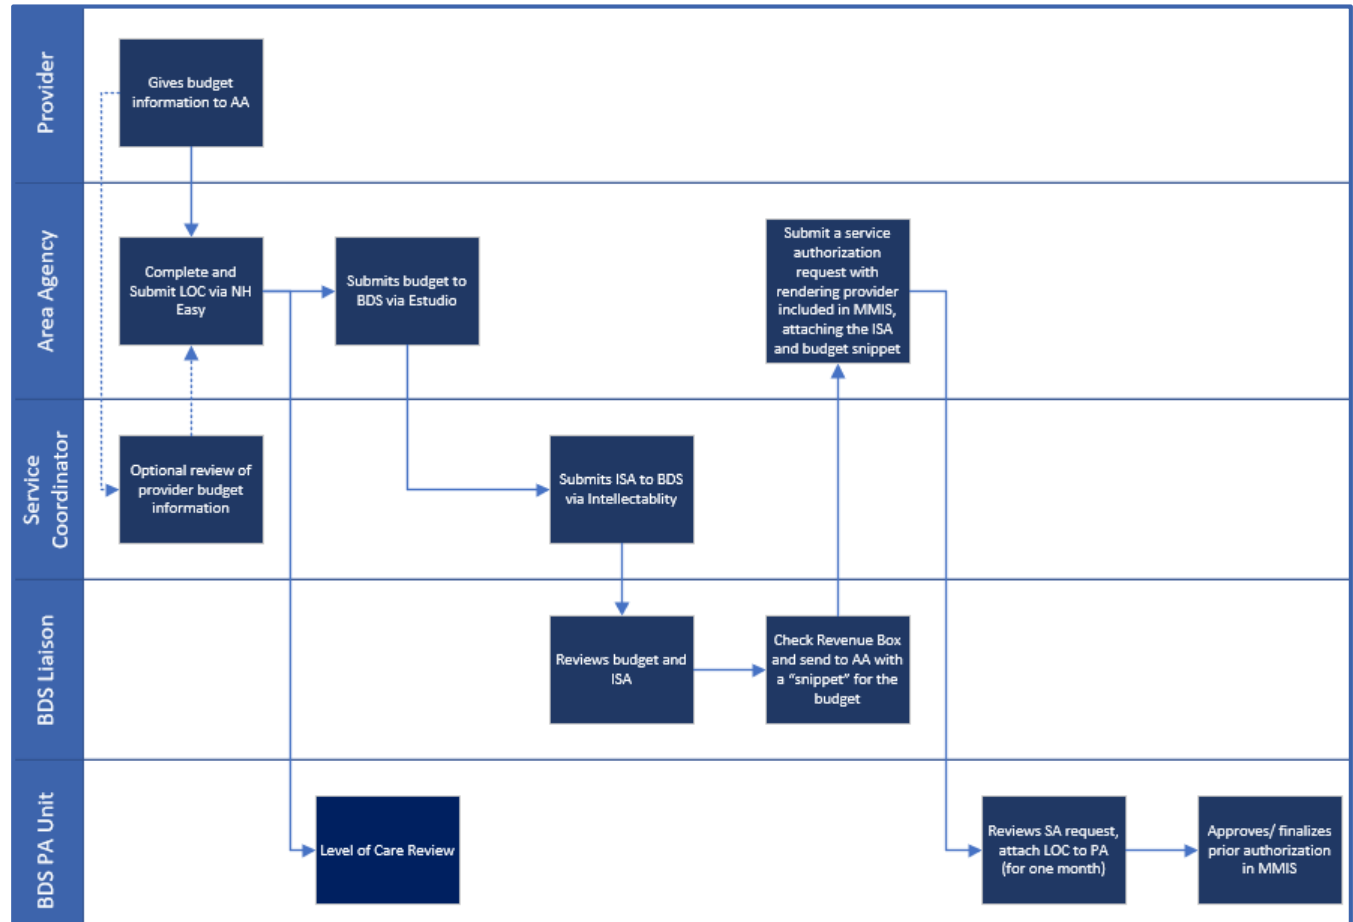 Provider
Gives budget
information to AA
Area Agency
Complete and
Submit LOC via NH
Easy
Submits budget to
BDS via Estudio
Submit a service
authorization
request with
rendering provider
included in MMIS,
attaching the ISA
and budget snippet
Service
Coordinator
Optional review of
provider budget
information
Submits ISA to BDS
via Intellectablity
BDS Liaison
Reviews budget and
ISA
Check Revenue Box
and send to AA with
a “snippet” for the
budget
BDS PA Unit
Level of Care Review
Reviews SA request,
attach LOC to PA
(for one month)
Approves/ finalizes
prior authorization
in MMIS